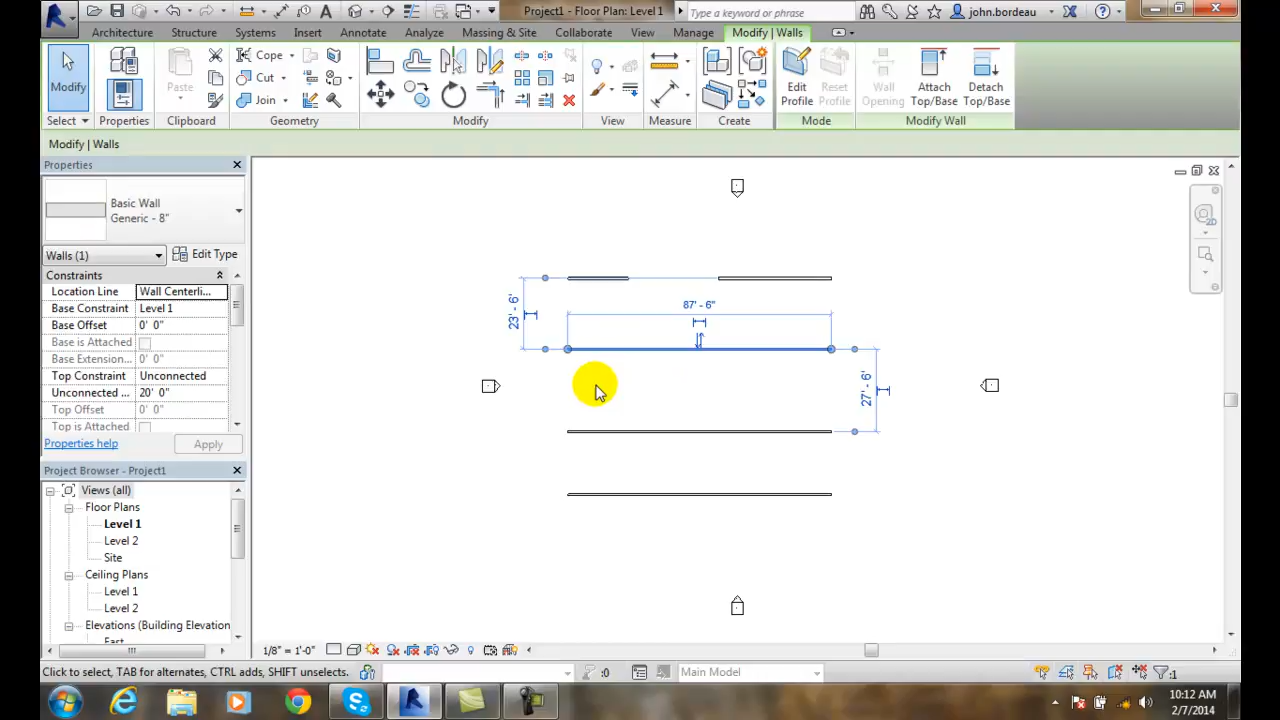 Project1 - Floor Plan: Level 1
Type a keyword or phrase
john.bordeau
Architecture
Structure
Systems
Insert
Annotate
Analyze
Massing & Site
Collaborate
View
Manage
Modify | Walls
Modify
Paste
Cope
Cut
Join
Edit
Profile
Reset
Profile
Wall
Opening
Attach
Top/Base
Detach
Top/Base
Select
Properties
Clipboard
Geometry
Modify
View
Measure
Create
Mode
Modify Wall
Modify | Walls
Properties
Basic Wall
Generic - 8"
Walls (1)
Edit Type
Constraints
Location Line
Wall Centerli...
Base Constraint
Level 1
Base Offset
0' 0"
Base is Attached
Base Extension...
0' 0"
Top Constraint
Unconnected
Unconnected ...
20' 0"
Top Offset
0' 0"
Top is Attached
Properties help
Apply
Project Browser - Project1
Views (all)
Floor Plans
Level 1
Level 2
Site
Ceiling Plans
Level 1
Level 2
Elevations (Building Elevation
East
23' - 6"
87' - 6"
27' - 6"
2D
1/8" = 1'-0"
Click to select, TAB for alternates, CTRL adds, SHIFT unselects.
:0
Main Model
:1
10:12 AM
2/7/2014